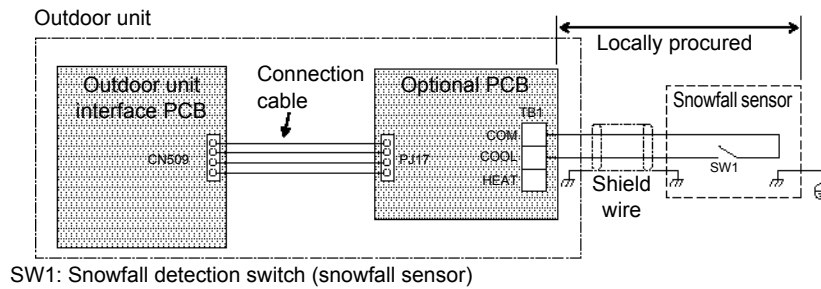 Outdoor unit
Locally procured
Outdoor unit
interface PCB
Connection
cable
Optional PCB
Snowfall sensor
TB1
COM
CN509
PJ17
COOL
SW1
HEAT
Shield
wire
SW1: Snowfall detection switch (snowfall sensor)